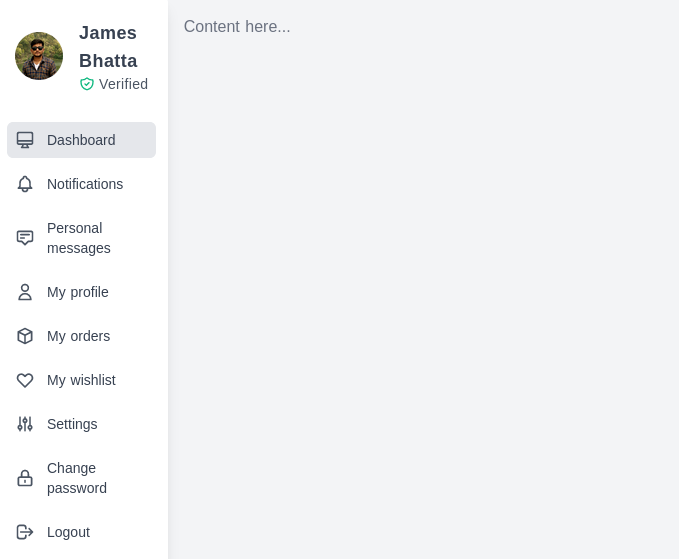 James
Bhatta
Verified
Content here...
Dashboard
Notifications
Personal
messages
My profile
My orders
My wishlist
Settings
Change
password
Logout